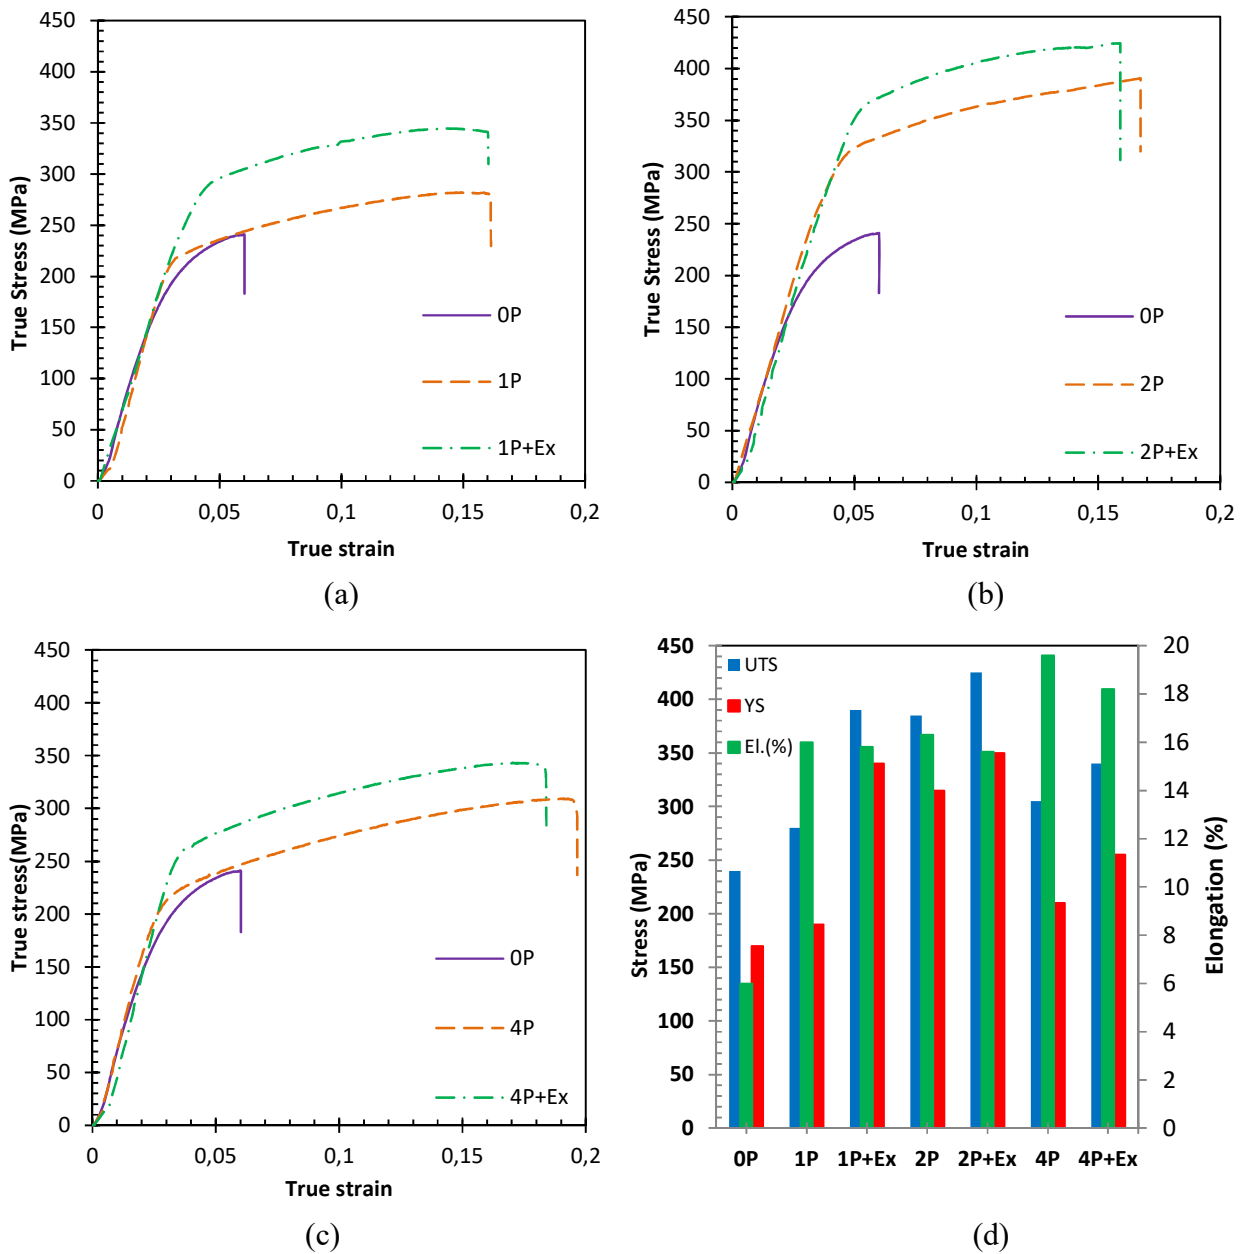 450
400
350
300
250
200
150
100
50
0
True Stress (MPa)
0P
1P
1P+Ex
0 0,05 0,1 0,15 0,2
True strain
(a)
450
400
350
300
250
200
150
100
50
0
True Stress (MPa)
0P
2P
2P+Ex
0 0,05 0,1 0,15 0,2
True strain
(b)
450
400
350
300
250
200
150
100
50
0
True stress(MPa)
0P
4P
4P+Ex
0 0,05 0,1 0,15 0,2
True strain
(c)
450
400
350
300
250
200
150
100
50
0
Stress (MPa)
UTS
YS
El.(%)
20
18
16
14
12
10
8
6
4
2
0
Elongation (%)
0P 1P 1P+Ex 2P 2P+Ex 4P 4P+Ex
(d)